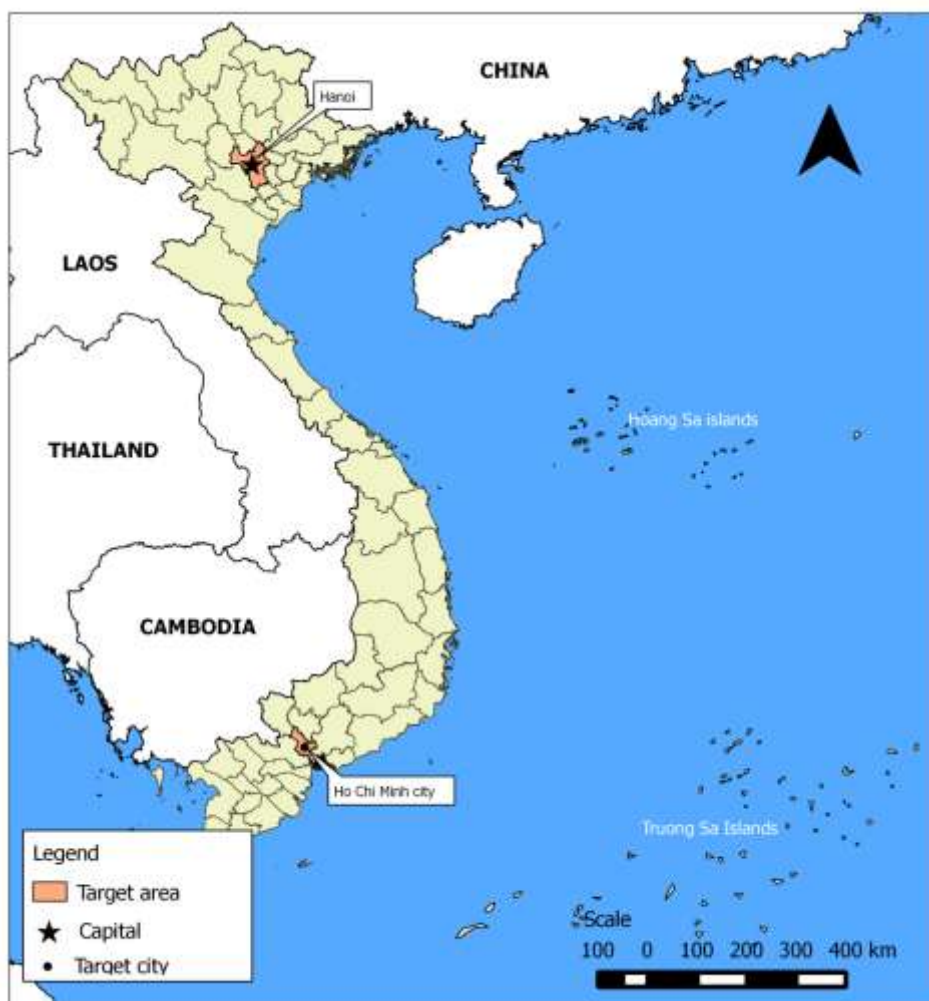 CHINA
Hanoi
LAOS
Hoang Sa islands
THAILAND
CAMBODIA
Ho Chi Minh city
Truong Sa Islands
Legend
Target area
Capital
Target city
Scale
100 0 100 200 300 400 km